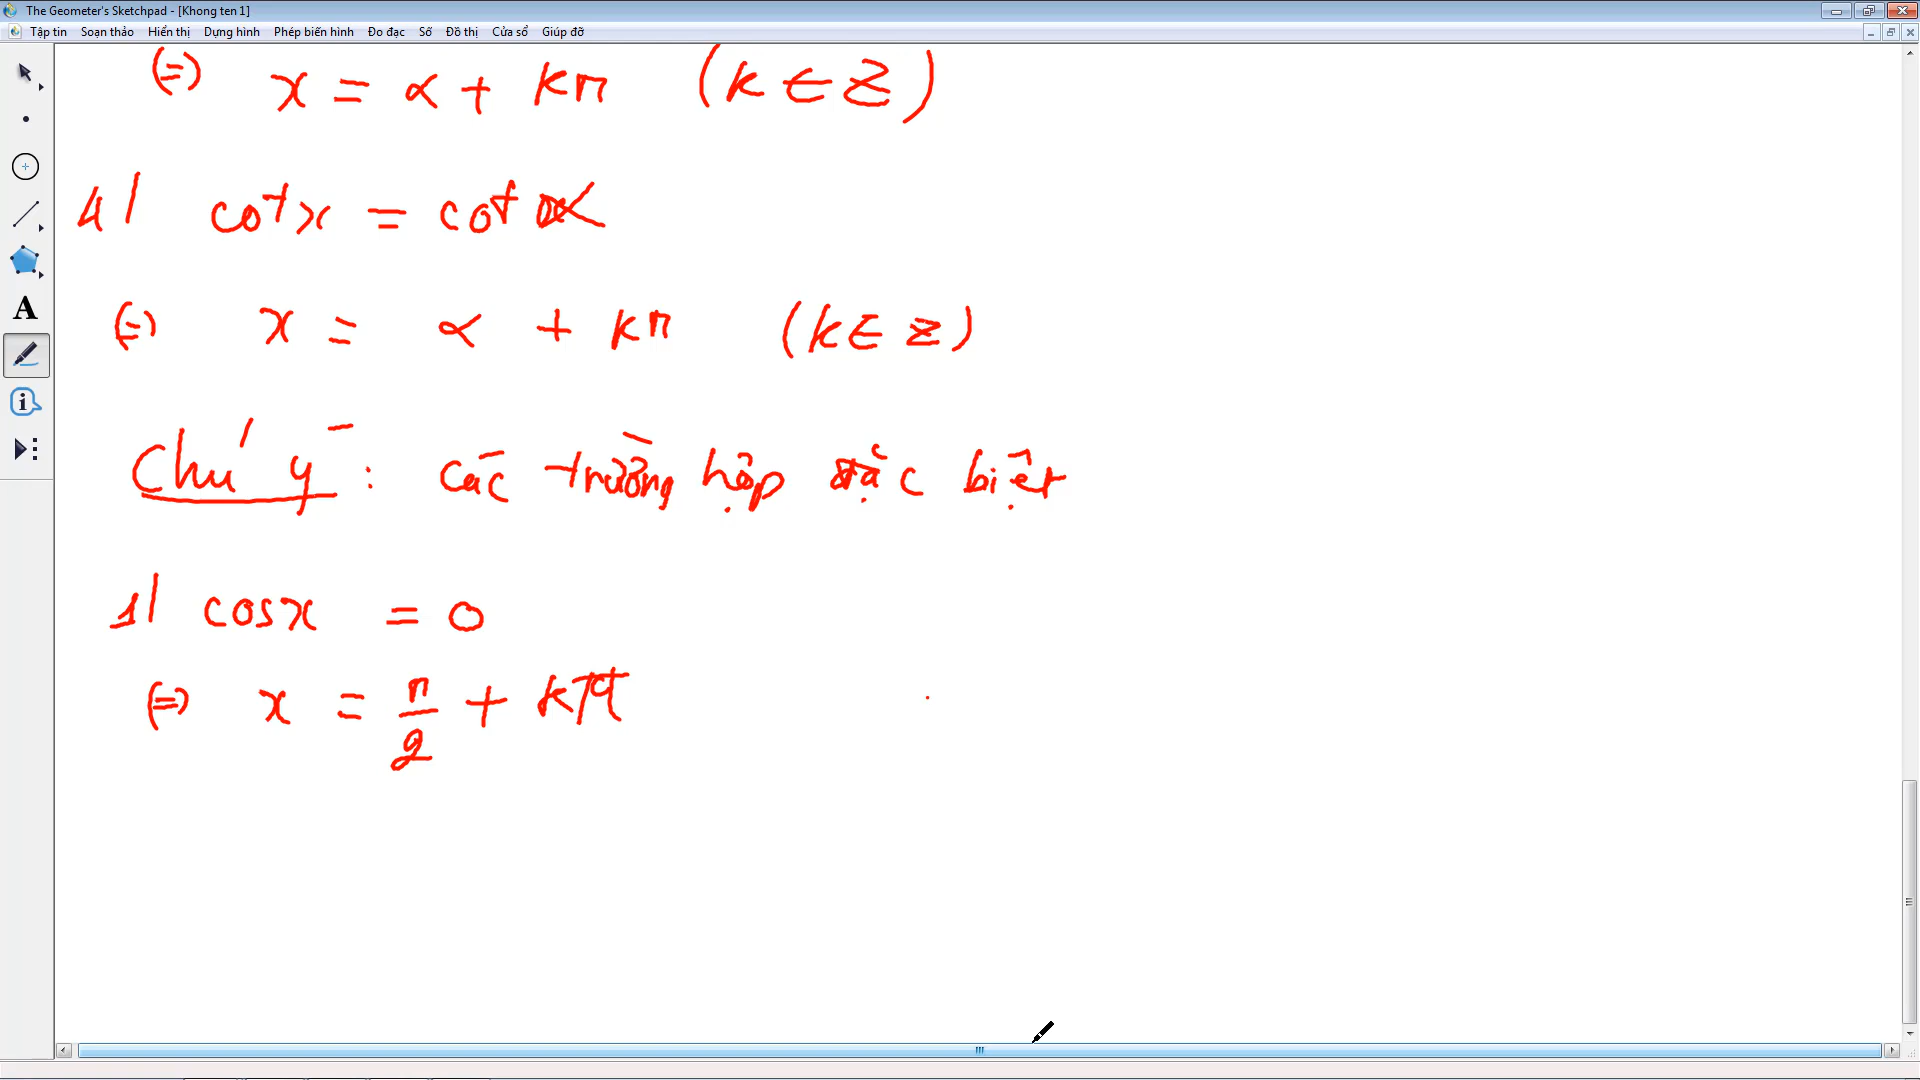 The Geometer's Sketchpad - [Khong ten 1]
Tập tin Soạn thảo Hiển thị Dựng hình Phép biến hình Đo đạc Số Đồ thị Cửa sổ Giúp đỡ
⇔ x = α + kπ (k ∈ Z)
4/ cotx = cot α
⇔ x = α + kπ (k ∈ Z)
Chú ý : các trường hợp đặc biệt
1/ cosx = 0
⇔ x = π/2 + kπ